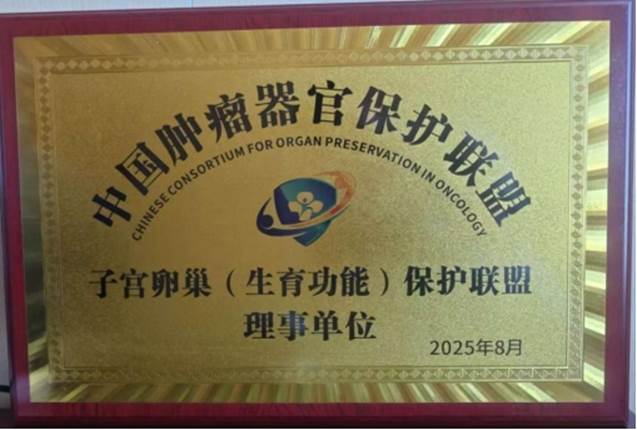 中国肿瘤器官保护联盟
CHINESE CONSORTIUM FOR ORGAN PRESERVATION IN ONCOLOGY
子宫卵巢（生育功能）保护联盟
理事单位
2025年8月